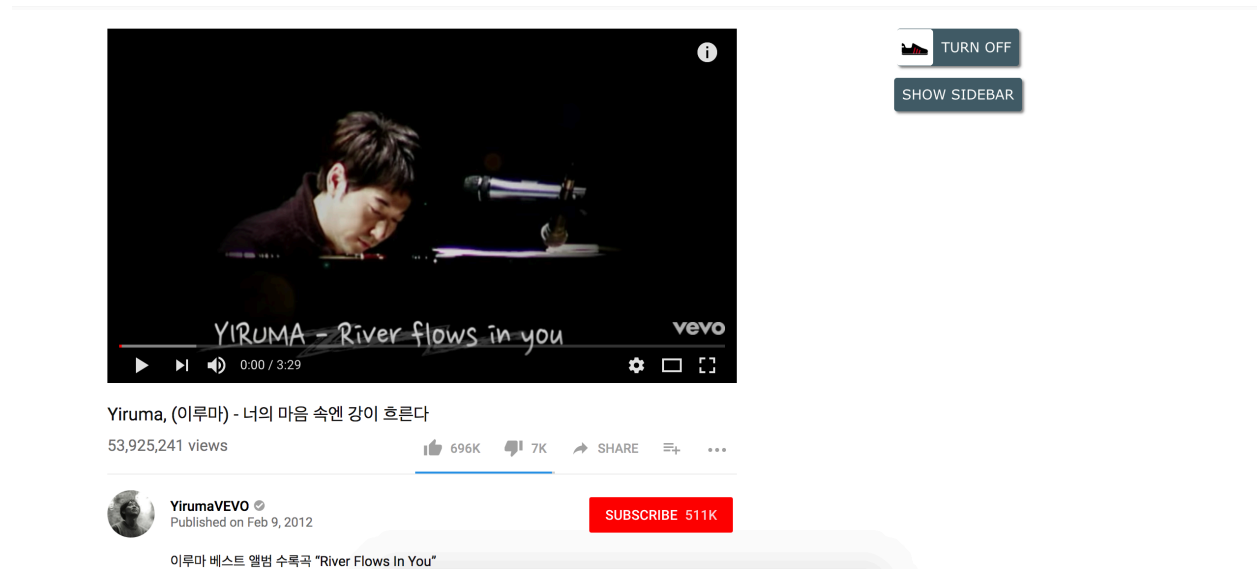 TURN OFF
SHOW SIDEBAR
YIRUMA - River flows in you
vevo
0:00 / 3:29
Yiruma, (이루마) - 너의 마음 속엔 강이 흐른다
53,925,241 views
696K 7K SHARE
YirumaVEVO
Published on Feb 9, 2012
SUBSCRIBE 511K
이루마 베스트 앨범 수록곡 “River Flows In You”